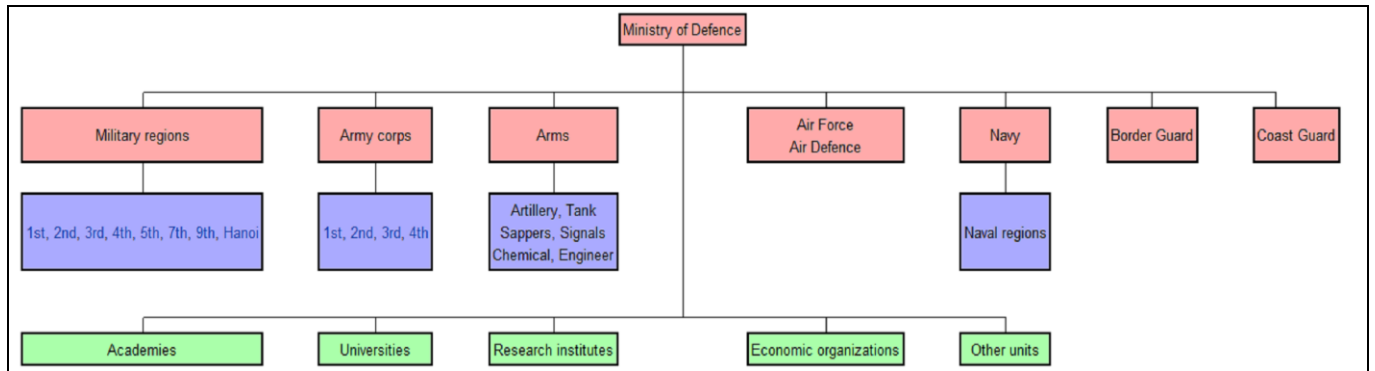 Ministry of Defence
Military regions
Army corps
Arms
Air Force
Air Defence
Navy
Border Guard
Coast Guard
1st, 2nd, 3rd, 4th, 5th, 7th, 9th, Hanoi
1st, 2nd, 3rd, 4th
Artillery, Tank
Sappers, Signals
Chemical, Engineer
Naval regions
Academies
Universities
Research institutes
Economic organizations
Other units